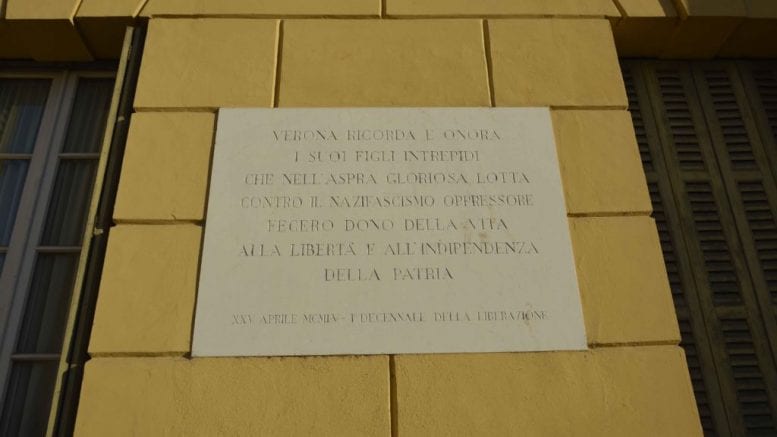 VERONA RICORDA E ONORA
I SUOI FIGLI INTREPIDI
CHE NELL'ASPRA GLORIOSA LOTTA
CONTRO IL NAZIFASCISMO OPPRESSORE
FECERO DONO DELLA VITA
ALLA LIBERTÀ E ALL'INDIPENDENZA
DELLA PATRIA
XXV APRILE MCMLV - I° DECENNALE DELLA LIBERAZIONE